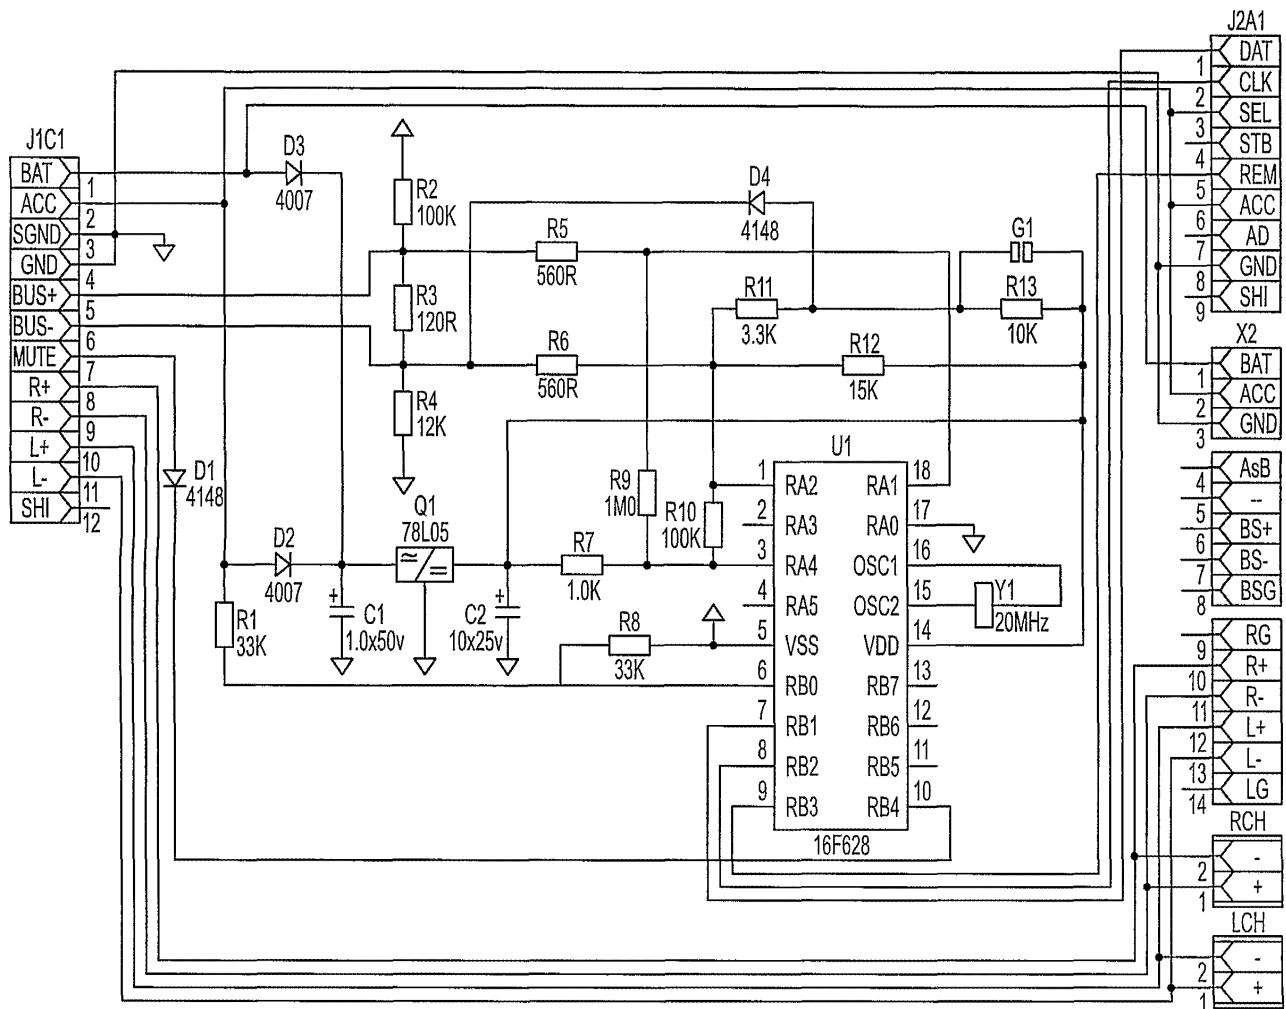 J1C1
BAT
1
ACC
2
SGND
3
GND
4
BUS+
5
BUS-
6
MUTE
7
R+
8
R-
9
L+
10
L-
11
SHI
12
D3
4007
R2
100K
R3
120R
R4
12K
R5
560R
R6
560R
D4
4148
G1
R11
3.3K
R13
10K
R12
15K
D1
4148
D2
4007
R1
33K
C1
+
1.0x50v
Q1
78L05
≂/=
C2
+
10x25v
R7
1.0K
R9
1M0
R10
100K
R8
33K
U1
1 RA2 RA1 18
2 RA3 RA0 17
3 RA4 OSC1 16
4 RA5 OSC2 15
5 VSS VDD 14
6 RB0 RB7 13
7 RB1 RB6 12
8 RB2 RB5 11
9 RB3 RB4 10
16F628
Y1
20MHz
J2A1
DAT
1
CLK
2
SEL
3
STB
4
REM
5
ACC
6
AD
7
GND
8
SHI
9
X2
BAT
1
ACC
2
GND
3
AsB
4
--
5
BS+
6
BS-
7
BSG
8
RG
9
R+
10
R-
11
L+
12
L-
13
LG
14
RCH
-
2
+
1
LCH
-
2
+
1